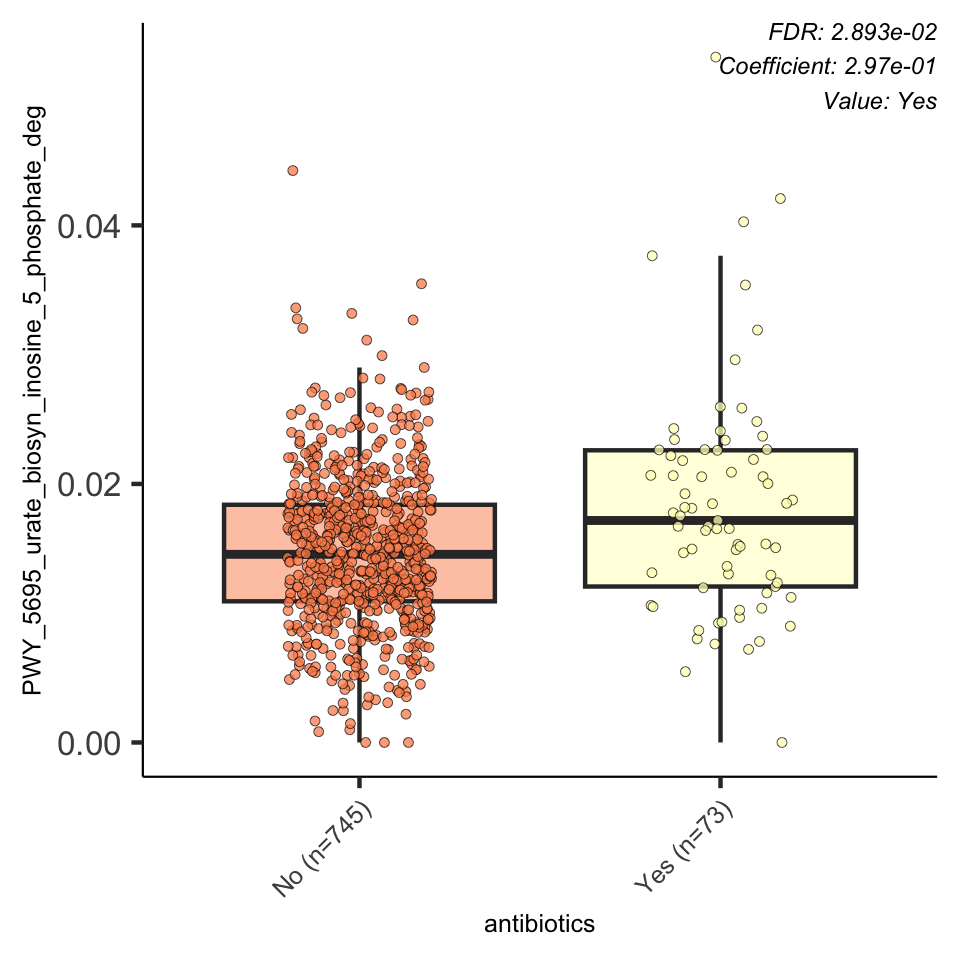 FDR: 2.893e-02
Coefficient: 2.97e-01
Value: Yes
PWY_5695_urate_biosyn_inosine_5_phosphate_deg
0.04
0.02
0.00
No (n=745)
Yes (n=73)
antibiotics